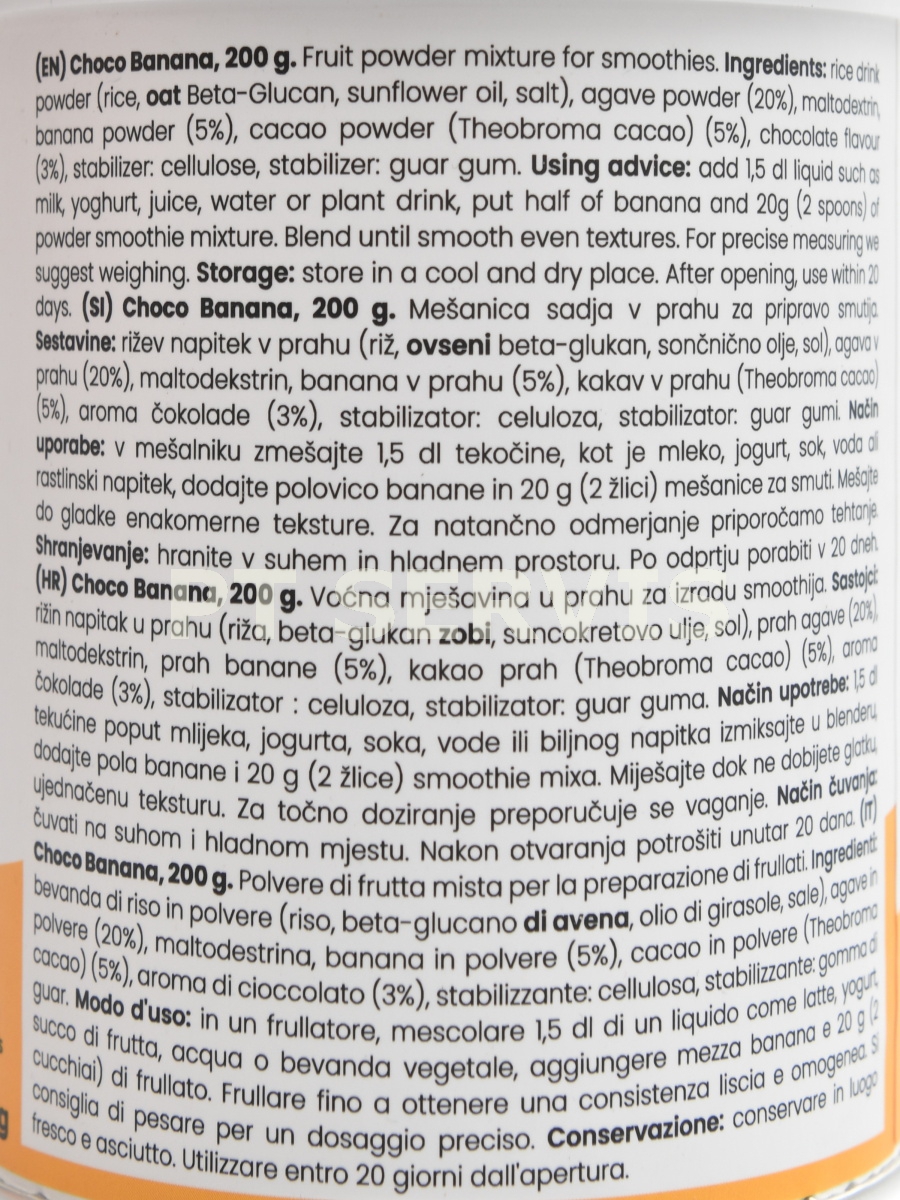 (EN) Choco Banana, 200 g. Fruit powder mixture for smoothies. Ingredients: rice drink
powder (rice, oat Beta-Glucan, sunflower oil, salt), agave powder (20%), maltodextrin,
banana powder (5%), cacao powder (Theobroma cacao) (5%), chocolate flavour
(3%), stabilizer: cellulose, stabilizer: guar gum. Using advice: add 1,5 dl liquid such as
milk, yoghurt, juice, water or plant drink, put half of banana and 20g (2 spoons) of
powder smoothie mixture. Blend until smooth even textures. For precise measuring we
suggest weighing. Storage: store in a cool and dry place. After opening, use within 20
days. (SI) Choco Banana, 200 g. Mešanica sadja v prahu za pripravo smutija.
Sestavine: rižev napitek v prahu (riž, ovseni beta-glukan, sončnično olje, sol), agava v
prahu (20%), maltodekstrin, banana v prahu (5%), kakav v prahu (Theobroma cacao)
(5%), aroma čokolade (3%), stabilizator: celuloza, stabilizator: guar gumi. Način
uporabe: v mešalniku zmešajte 1,5 dl tekočine, kot je mleko, jogurt, sok, voda ali
rastlinski napitek, dodajte polovico banane in 20 g (2 žlici) mešanice za smuti. Mešajte
do gladke enakomerne teksture. Za natančno odmerjanje priporočamo tehtanje.
Shranjevanje: hranite v suhem in hladnem prostoru. Po odprtju porabiti v 20 dneh.
(HR) Choco Banana, 200 g. Voćna mješavina u prahu za izradu smoothija. Sastojci:
rižin napitak u prahu (riža, beta-glukan zobi, suncokretovo ulje, sol), prah agave (20%),
maltodekstrin, prah banane (5%), kakao prah (Theobroma cacao) (5%), aroma
čokolade (3%), stabilizator : celuloza, stabilizator: guar guma. Način upotrebe: 1,5 dl
tekućine poput mlijeka, jogurta, soka, vode ili biljnog napitka izmiksajte u blenderu,
dodajte pola banane i 20 g (2 žlice) smoothie mixa. Miješajte dok ne dobijete glatku,
ujednačenu teksturu. Za točno doziranje preporučuje se vaganje. Način čuvanja:
čuvati na suhom i hladnom mjestu. Nakon otvaranja potrošiti unutar 20 dana. (IT)
Choco Banana, 200 g. Polvere di frutta mista per la preparazione di frullati. Ingredienti:
bevanda di riso in polvere (riso, beta-glucano di avena, olio di girasole, sale), agave in
polvere (20%), maltodestrina, banana in polvere (5%), cacao in polvere (Theobroma
cacao) (5%), aroma di cioccolato (3%), stabilizzante: cellulosa, stabilizzante: gomma di
guar. Modo d'uso: in un frullatore, mescolare 1,5 dl di un liquido come latte, yogurt,
succo di frutta, acqua o bevanda vegetale, aggiungere mezza banana e 20 g (2
cucchiai) di frullato. Frullare fino a ottenere una consistenza liscia e omogenea. Si
consiglia di pesare per un dosaggio preciso. Conservazione: conservare in luogo
fresco e asciutto. Utilizzare entro 20 giorni dall'apertura.
PT SERVIS